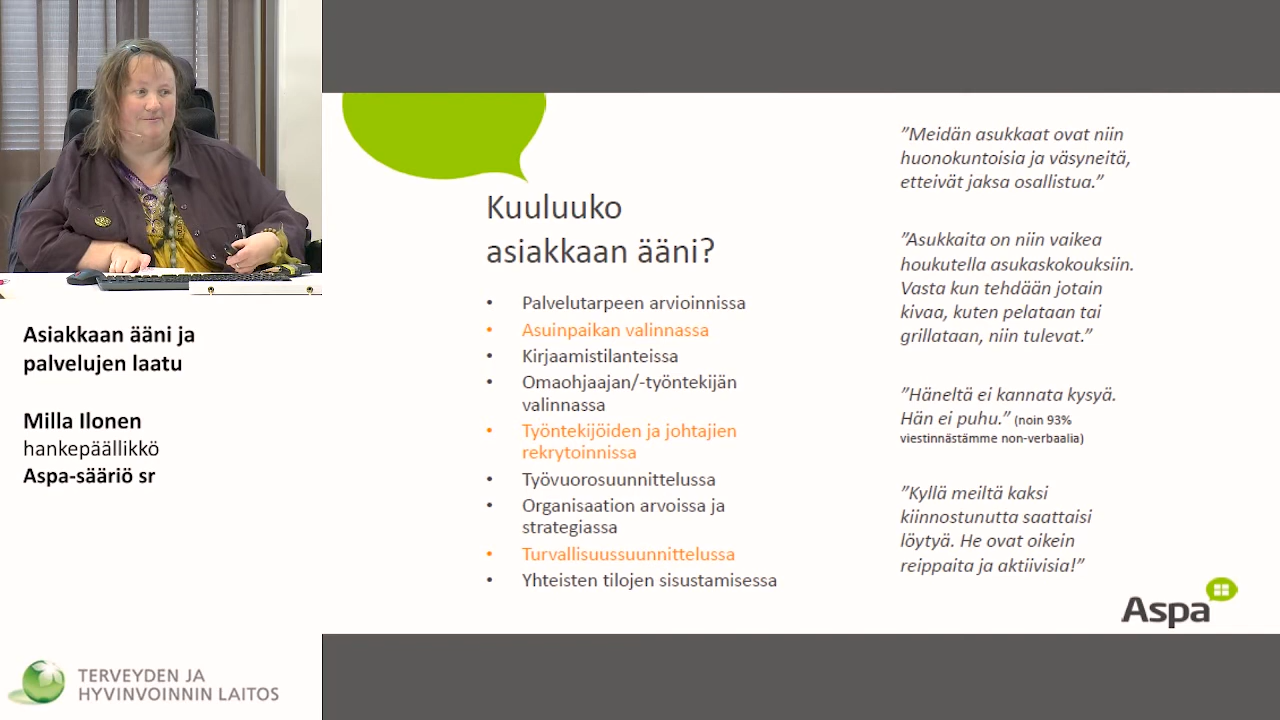 Asiakkaan ääni ja
palvelujen laatu
Milla Ilonen
hankepäällikkö
Aspa-sääriö sr
TERVEYDEN JA
HYVINVOINNIN LAITOS
Kuuluuko
asiakkaan ääni?
• Palvelutarpeen arvioinnissa
• Asuinpaikan valinnassa
• Kirjaamistilanteissa
• Omaohjaajan/-työntekijän
valinnassa
• Työntekijöiden ja johtajien
rekrytoinnissa
• Työvuorosuunnittelussa
• Organisaation arvoissa ja
strategiassa
• Turvallisuussuunnittelussa
• Yhteisten tilojen sisustamisessa
”Meidän asukkaat ovat niin
huonokuntoisia ja väsyneitä,
etteivät jaksa osallistua.”
”Asukkaita on niin vaikea
houkutella asukaskokouksiin.
Vasta kun tehdään jotain
kivaa, kuten pelataan tai
grillataan, niin tulevat.”
”Häneltä ei kannata kysyä.
Hän ei puhu.” (noin 93%
viestinnästämme non-verbaalia)
”Kyllä meiltä kaksi
kiinnostunutta saattaisi
löytyä. He ovat oikein
reippaita ja aktiivisia!”
Aspa